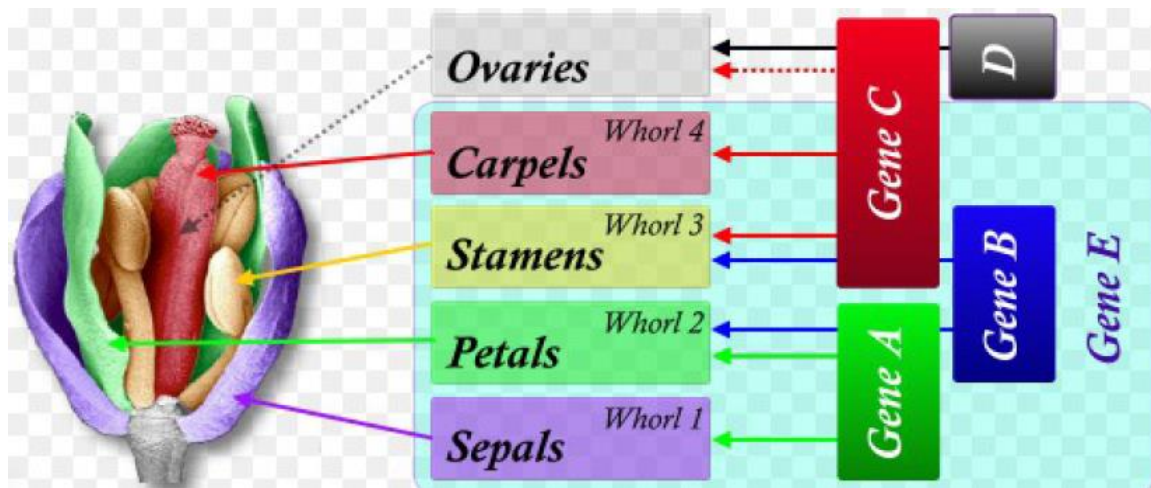 Ovaries
Whorl 4
Carpels
Whorl 3
Stamens
Whorl 2
Petals
Whorl 1
Sepals
Gene C
D
Gene A
Gene B
Gene E